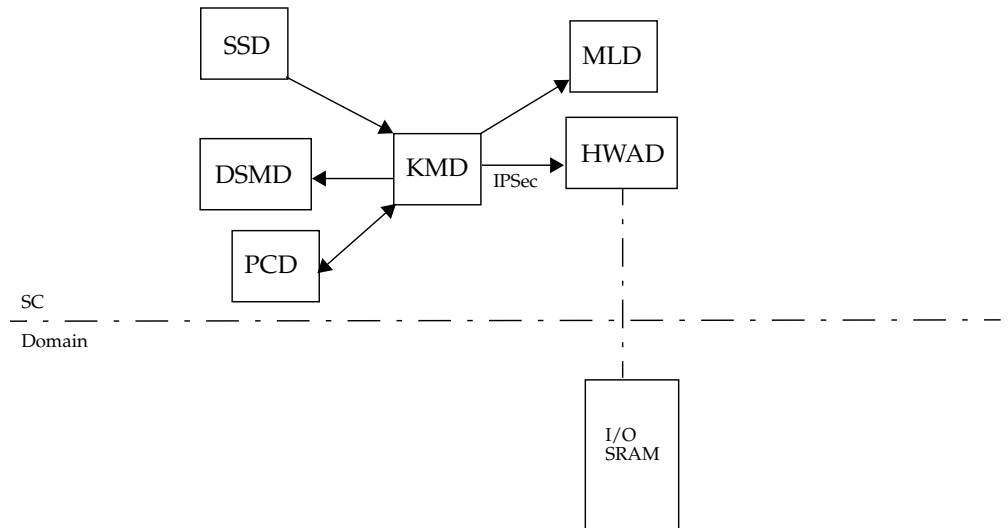 SSD
MLD
DSMD
KMD
HWAD
IPSec
PCD
SC
Domain
I/O
SRAM